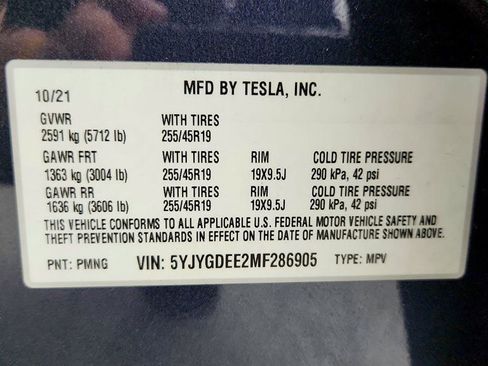 10/21 MFD BY TESLA, INC.
GVWR WITH TIRES
2591 kg (5712 lb) 255/45R19
GAWR FRT WITH TIRES RIM COLD TIRE PRESSURE
1363 kg (3004 lb) 255/45R19 19X9.5J 290 kPa, 42 psi
GAWR RR WITH TIRES RIM COLD TIRE PRESSURE
1636 kg (3606 lb) 255/45R19 19X9.5J 290 kPa, 42 psi
THIS VEHICLE CONFORMS TO ALL APPLICABLE U.S. FEDERAL MOTOR VEHICLE SAFETY AND
THEFT PREVENTION STANDARDS IN EFFECT ON THE DATE OF MANUFACTURE SHOWN ABOVE.
PNT: PMNG VIN: 5YJYGDEE2MF286905 TYPE: MPV